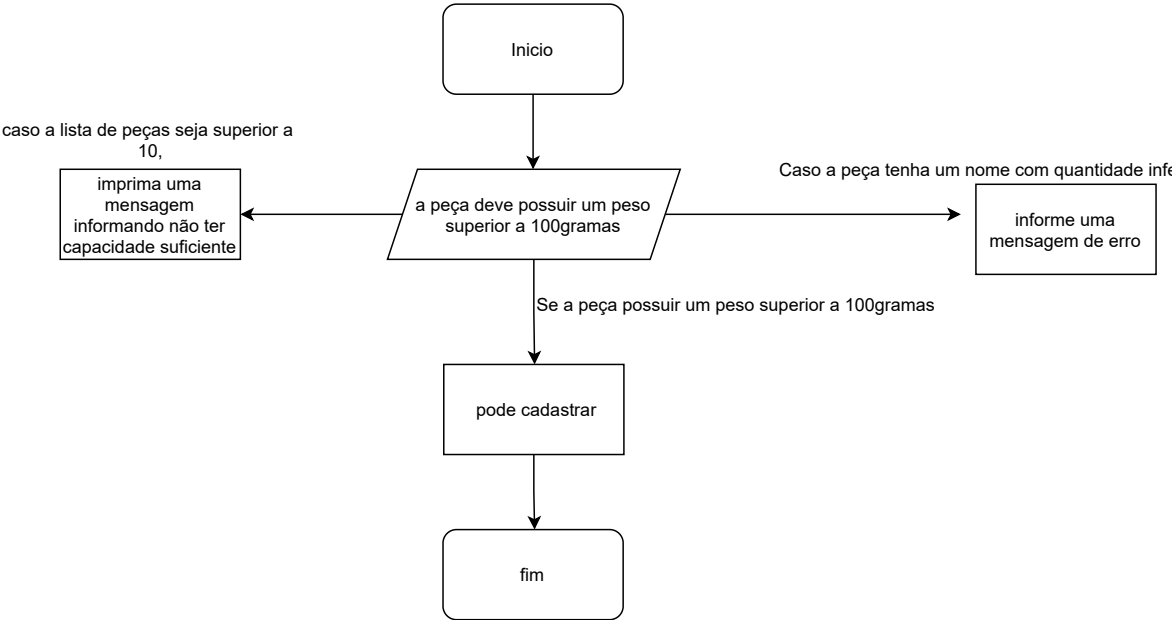 Inicio
caso a lista de peças seja superior a
10,
imprima uma
mensagem
informando não ter
capacidade suficiente
a peça deve possuir um peso
superior a 100gramas
Caso a peça tenha um nome com quantidade
informe uma
mensagem de erro
Se a peça possuir um peso superior a 100gramas
pode cadastrar
fim